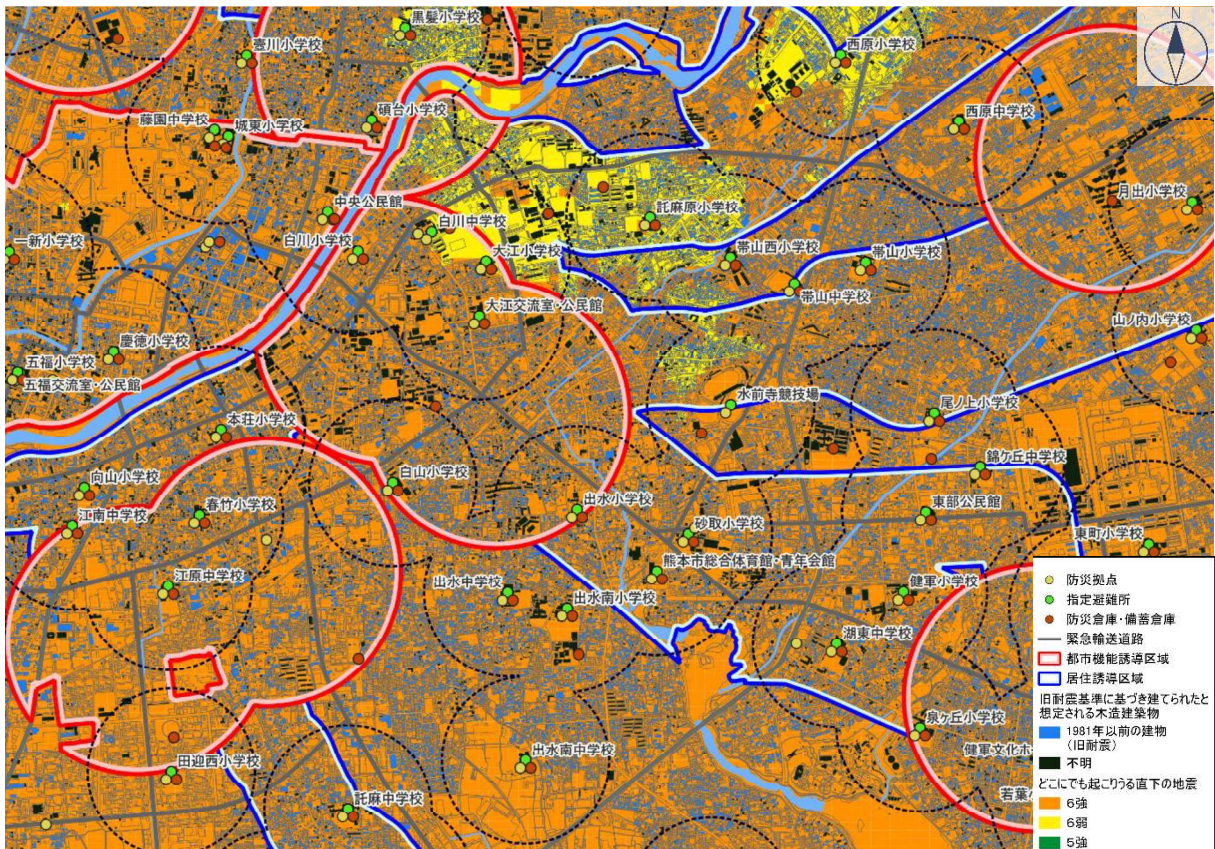 黒髪小学校
N
壺川小学校
西原小学校
碩台小学校
藤園中学校
城東小学校
西原中学校
月出小学校
中央公民館
白川中学校
託麻原小学校
一新小学校
白川小学校
大江小学校
帯山西小学校
帯山小学校
帯山中学校
大江交流室・公民館
山ノ内小学校
慶徳小学校
五福小学校
五福交流室・公民館
水前寺競技場
尾ノ上小学校
本荘小学校
錦ケ丘中学校
向山小学校
白山小学校
江南中学校
春竹小学校
出水小学校
砂取小学校
東部公民館
東町小学校
熊本市総合体育館・青年会館
江原中学校
出水中学校
出水南小学校
健軍小学校
湖東中学校
泉ヶ丘小学校
健軍文化ホ
出水南中学校
田迎西小学校
託麻中学校
若葉
防災拠点
指定避難所
防災倉庫・備蓄倉庫
緊急輸送道路
都市機能誘導区域
居住誘導区域
旧耐震基準に基づき建てられたと
想定される木造建築物
1981年以前の建物
(旧耐震)
不明
どこにでも起こりうる直下の地震
6強
6弱
5強